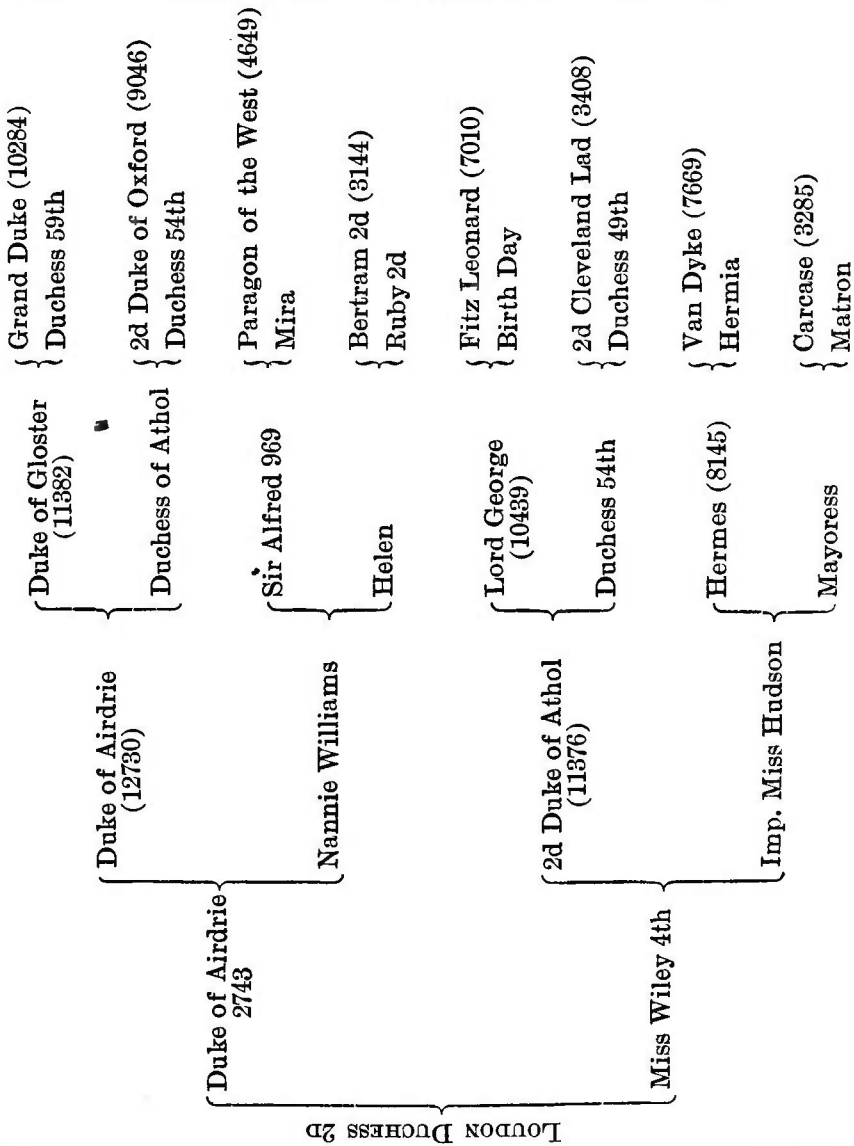 LOUDON DUCHESS 2D
Duke of Airdrie
2743
Miss Wiley 4th
Duke of Airdrie
(12730)
Nannie Williams
2d Duke of Athol
(11376)
Imp. Miss Hudson
Duke of Gloster
(11382)
Duchess of Athol
Sir Alfred 969
Helen
Lord George
(10439)
Duchess 54th
Hermes (8145)
Mayoress
Grand Duke (10284)
Duchess 59th
2d Duke of Oxford (9046)
Duchess 54th
Paragon of the West (4649)
Mira
Bertram 2d (3144)
Ruby 2d
Fitz Leonard (7010)
Birth Day
2d Cleveland Lad (3408)
Duchess 49th
Van Dyke (7669)
Hermia
Carcase (3285)
Matron